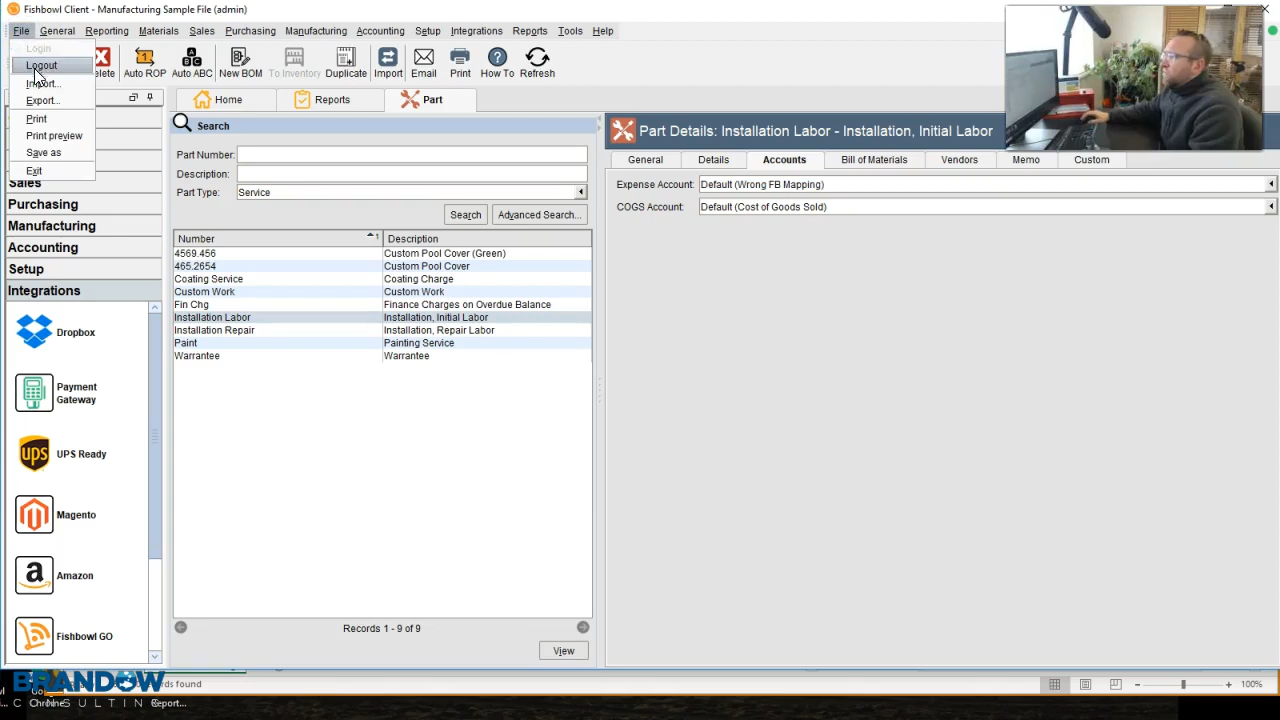 Fishbowl Client - Manufacturing Sample File (admin)
File General Reporting Materials Sales Purchasing Manufacturing Accounting Setup Integrations Reports Tools Help
Login
Logout
Import...
Export...
Print
Print preview
Save as
Exit
Auto ROP Auto ABC New BOM To Inventory Duplicate Import Email Print How To Refresh
Home Reports Part
Sales
Purchasing
Manufacturing
Accounting
Setup
Integrations
Dropbox
Payment
Gateway
UPS Ready
Magento
Amazon
Fishbowl GO
Search
Part Number:
Description:
Part Type: Service
Search Advanced Search...
Number Description
4569.456 Custom Pool Cover (Green)
465.2654 Custom Pool Cover
Coating Service Coating Charge
Custom Work Custom Work
Fin Chg Finance Charges on Overdue Balance
Installation Labor Installation, Initial Labor
Installation Repair Installation, Repair Labor
Paint Painting Service
Warrantee Warrantee
Records 1 - 9 of 9
View
Part Details: Installation Labor - Installation, Initial Labor
General Details Accounts Bill of Materials Vendors Memo Custom
Expense Account: Default (Wrong FB Mapping)
COGS Account: Default (Cost of Goods Sold)
BRANDOW
CONSULTING
found
Chrome
Report...
100%